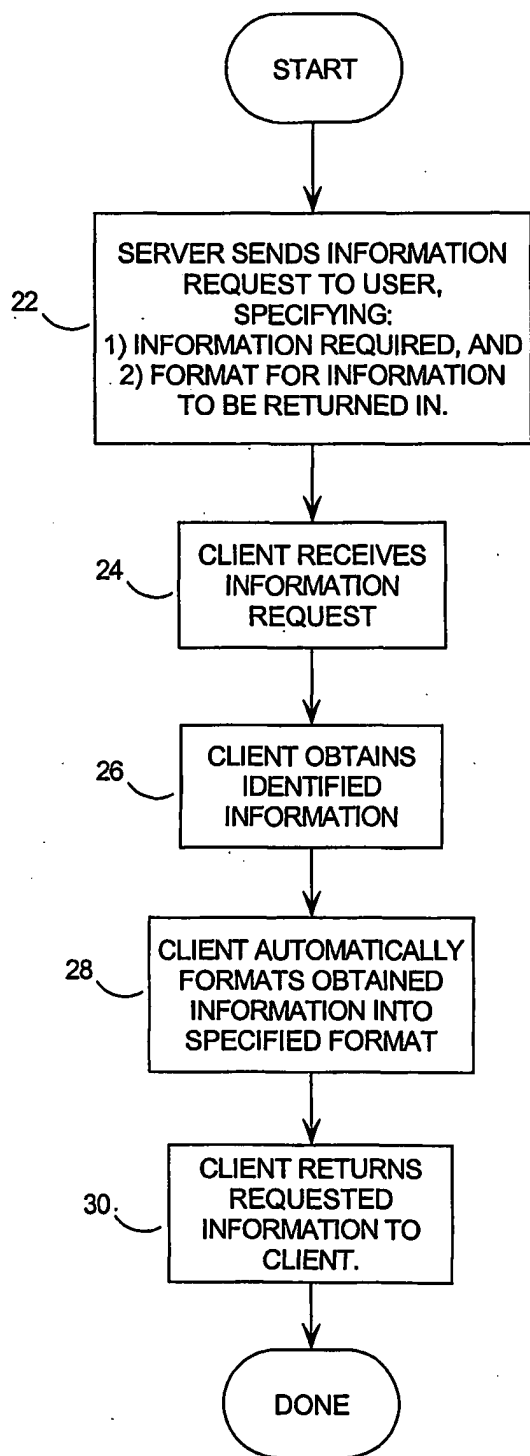 START
SERVER SENDS INFORMATION
REQUEST TO USER,
SPECIFYING:
1) INFORMATION REQUIRED, AND
2) FORMAT FOR INFORMATION
TO BE RETURNED IN.
22
CLIENT RECEIVES
INFORMATION
REQUEST
24
CLIENT OBTAINS
IDENTIFIED
INFORMATION
26
CLIENT AUTOMATICALLY
FORMATS OBTAINED
INFORMATION INTO
SPECIFIED FORMAT
28
CLIENT RETURNS
REQUESTED
INFORMATION TO
CLIENT.
30.
DONE